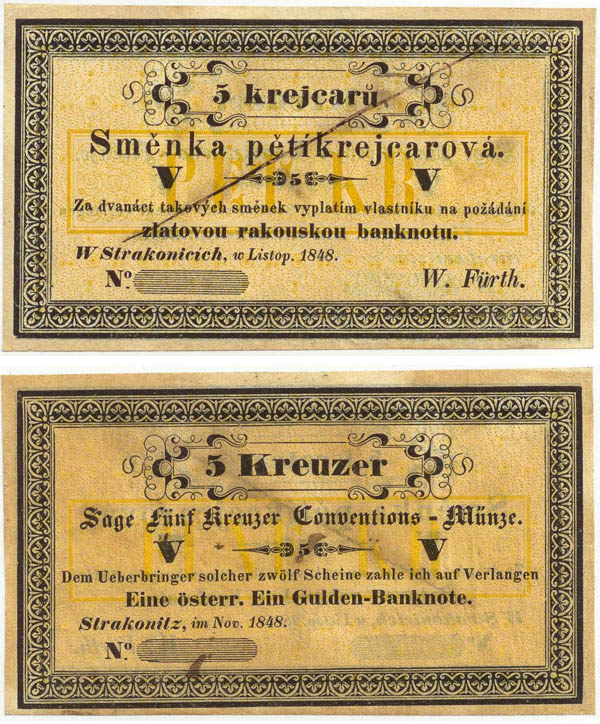 5 krejcarů
Směnka pětíkrejcarová.
V 5 V
Za dvanáct takových směnek vyplatím vlastníku na požádání
zlatovou rakouskou banknotu.
W Strakonicích, w Listop. 1848.
No.
W. Fürth.
5 Kreuzer
Sage Fünf Kreuzer Conventions - Münze.
V 5 V
Dem Ueberbringer solcher zwölf Scheine zahle ich auf Verlangen
Eine österr. Ein Gulden-Banknote.
Strakonitz, im Nov. 1848.
No.